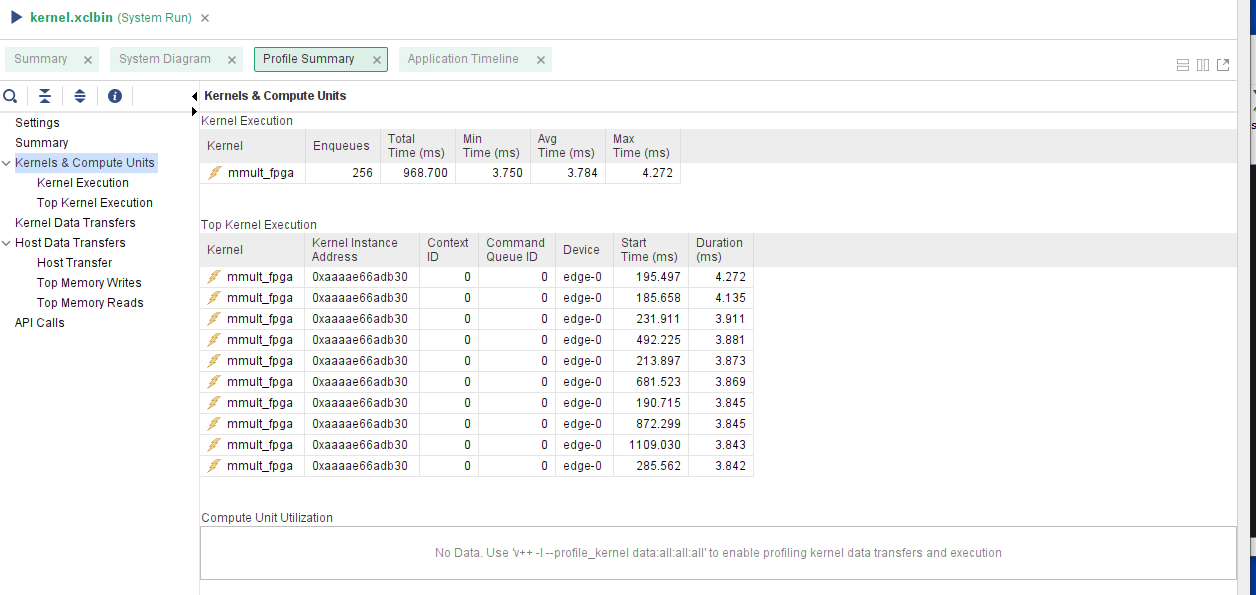 kernel.xclbin (System Run)
Summary System Diagram Profile Summary Application Timeline
Settings
Summary
Kernels & Compute Units
Kernel Execution
Top Kernel Execution
Kernel Data Transfers
Host Data Transfers
Host Transfer
Top Memory Writes
Top Memory Reads
API Calls
Kernels & Compute Units
Kernel Execution
Kernel Enqueues Total Time (ms) Min Time (ms) Avg Time (ms) Max Time (ms)
mmult_fpga 256 968.700 3.750 3.784 4.272
Top Kernel Execution
Kernel Kernel Instance Address Context ID Command Queue ID Device Start Time (ms) Duration (ms)
mmult_fpga 0xaaaae66adb30 0 0 edge-0 195.497 4.272
mmult_fpga 0xaaaae66adb30 0 0 edge-0 185.658 4.135
mmult_fpga 0xaaaae66adb30 0 0 edge-0 231.911 3.911
mmult_fpga 0xaaaae66adb30 0 0 edge-0 492.225 3.881
mmult_fpga 0xaaaae66adb30 0 0 edge-0 213.897 3.873
mmult_fpga 0xaaaae66adb30 0 0 edge-0 681.523 3.869
mmult_fpga 0xaaaae66adb30 0 0 edge-0 190.715 3.845
mmult_fpga 0xaaaae66adb30 0 0 edge-0 872.299 3.845
mmult_fpga 0xaaaae66adb30 0 0 edge-0 1109.030 3.843
mmult_fpga 0xaaaae66adb30 0 0 edge-0 285.562 3.842
Compute Unit Utilization
No Data. Use 'v++ -l --profile_kernel data:all:all:all' to enable profiling kernel data transfers and execution